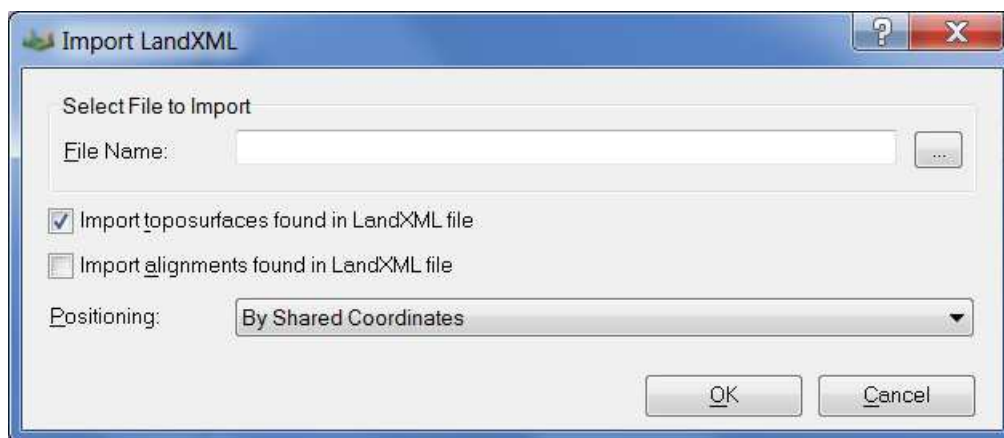 Import LandXML
?
X
Select File to Import
File Name:
...
Import toposurfaces found in LandXML file
Import alignments found in LandXML file
Positioning: By Shared Coordinates
OK Cancel